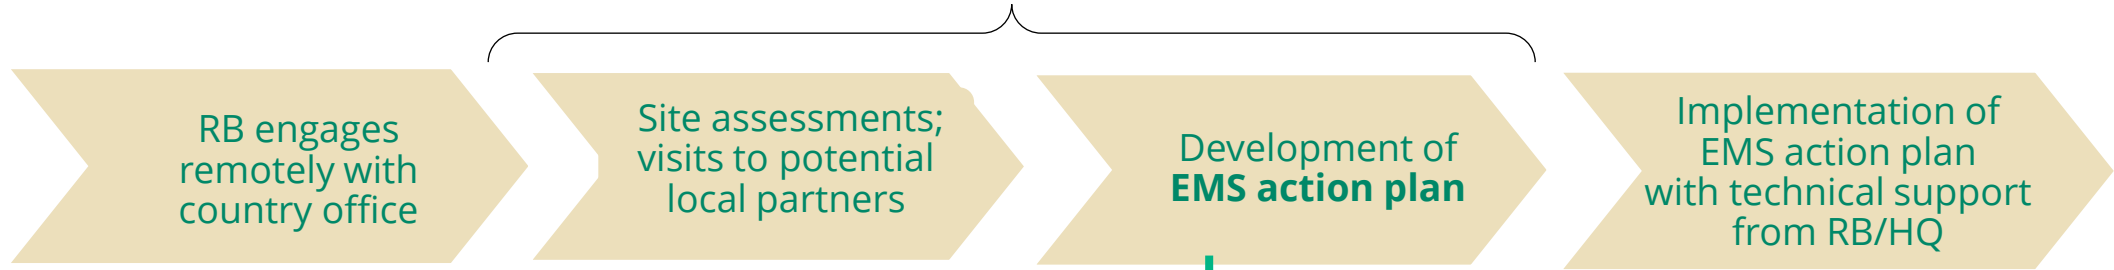 RB engages
remotely with
country office
Site assessments;
visits to potential
local partners
Development of
EMS action plan
Implementation of
EMS action plan
with technical support
from RB/HQ